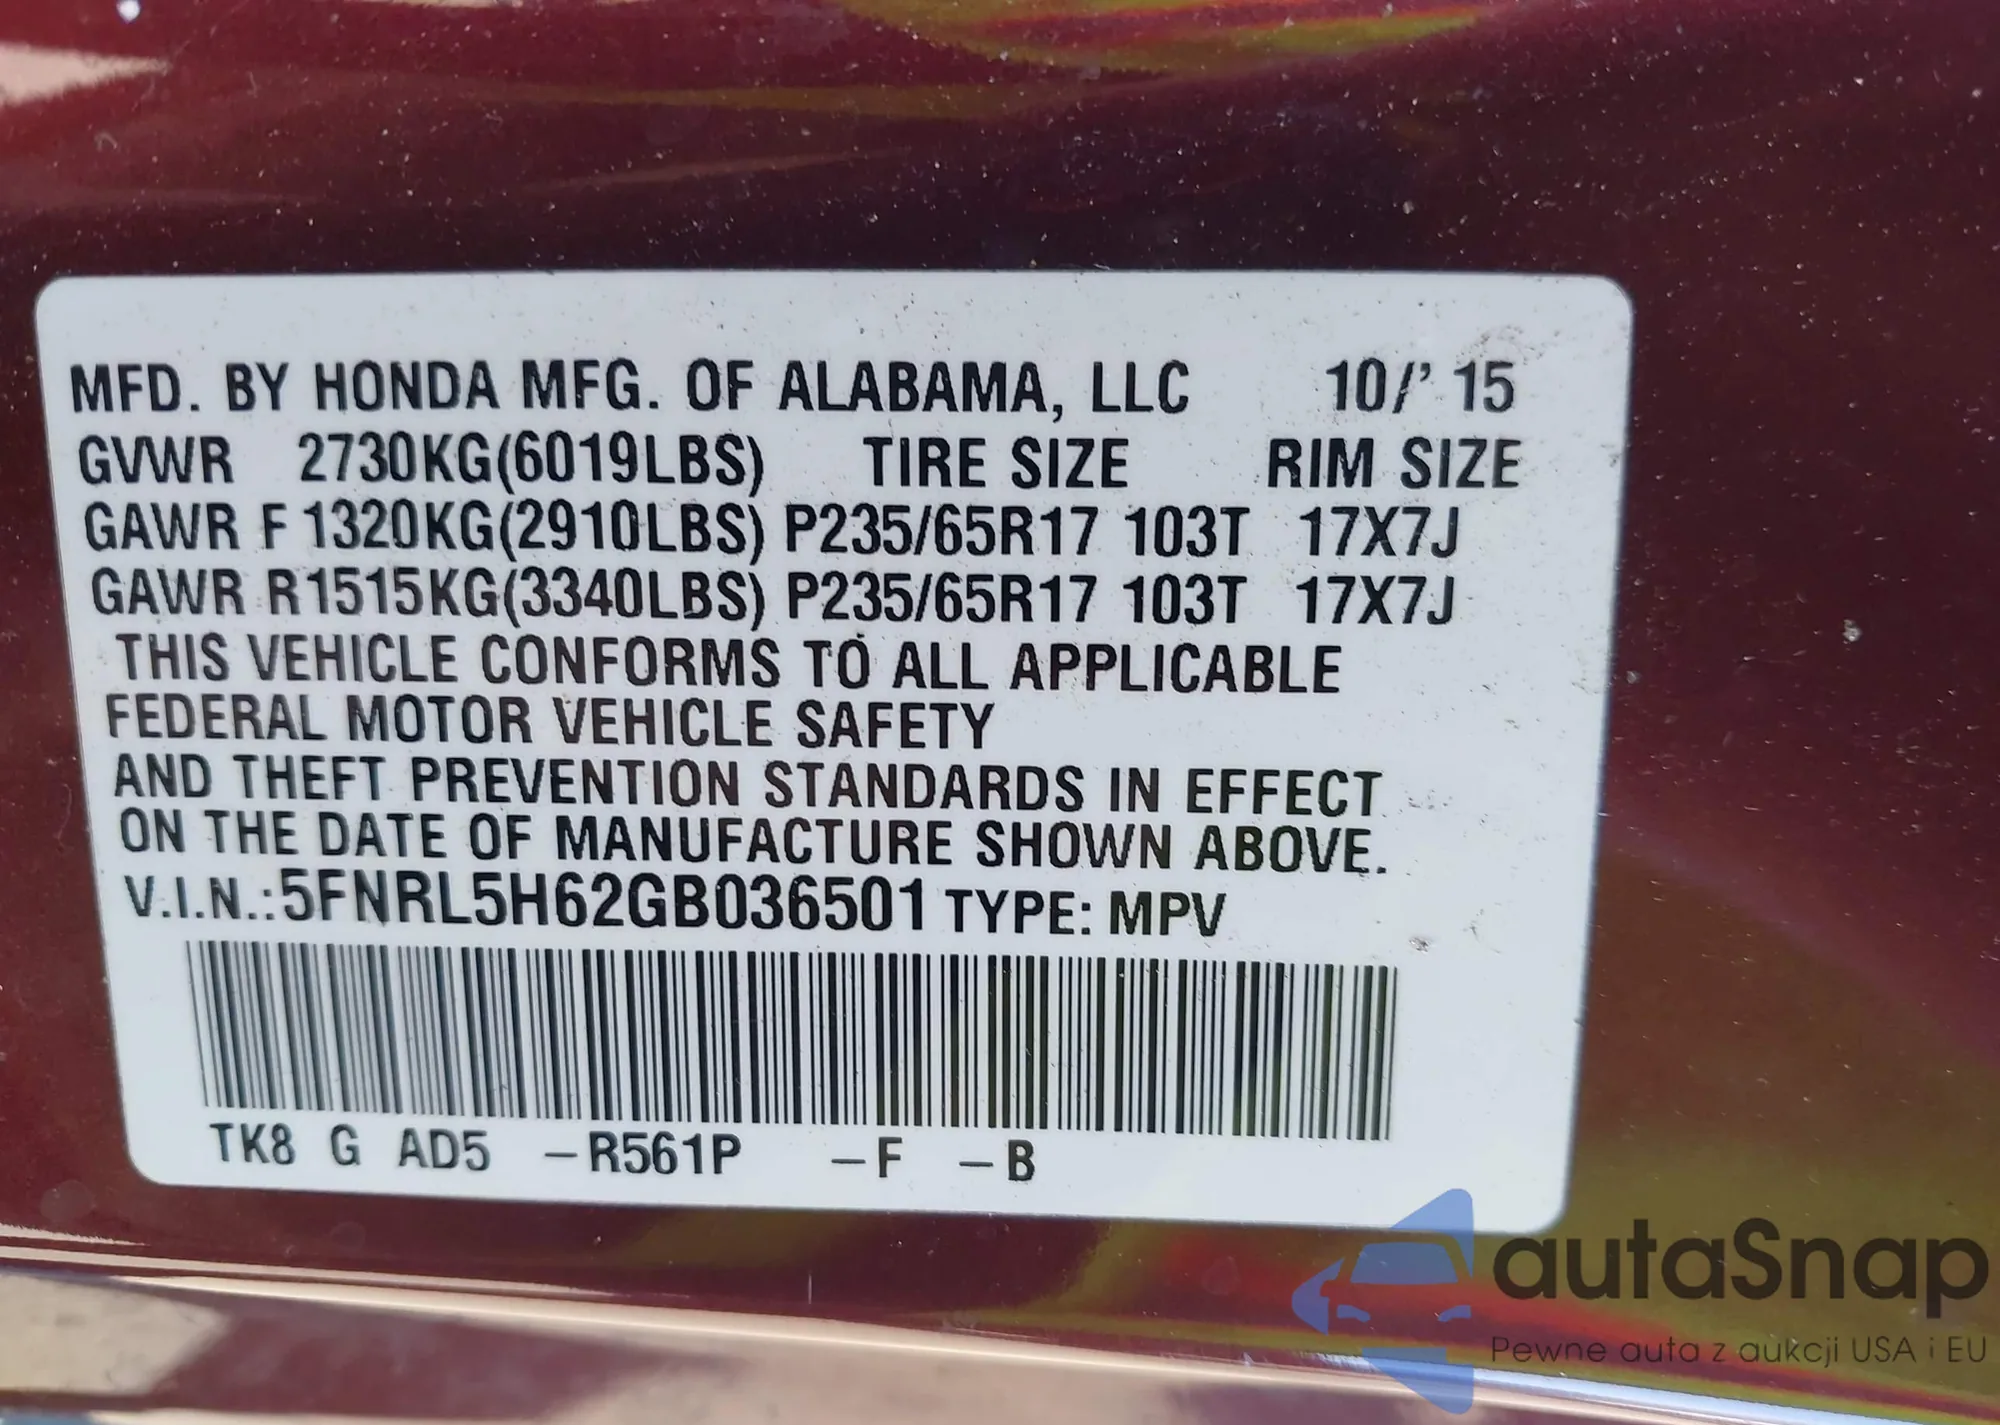 MFD. BY HONDA MFG. OF ALABAMA, LLC 10/' 15
GVWR 2730KG(6019LBS) TIRE SIZE RIM SIZE
GAWR F 1320KG(2910LBS) P235/65R17 103T 17X7J
GAWR R1515KG(3340LBS) P235/65R17 103T 17X7J
THIS VEHICLE CONFORMS TO ALL APPLICABLE
FEDERAL MOTOR VEHICLE SAFETY
AND THEFT PREVENTION STANDARDS IN EFFECT
ON THE DATE OF MANUFACTURE SHOWN ABOVE.
V.I.N.:5FNRL5H62GB036501 TYPE: MPV
TK8 G AD5 -R561P -F -B
autaSnap
Pewne auta z aukcji USA i EU